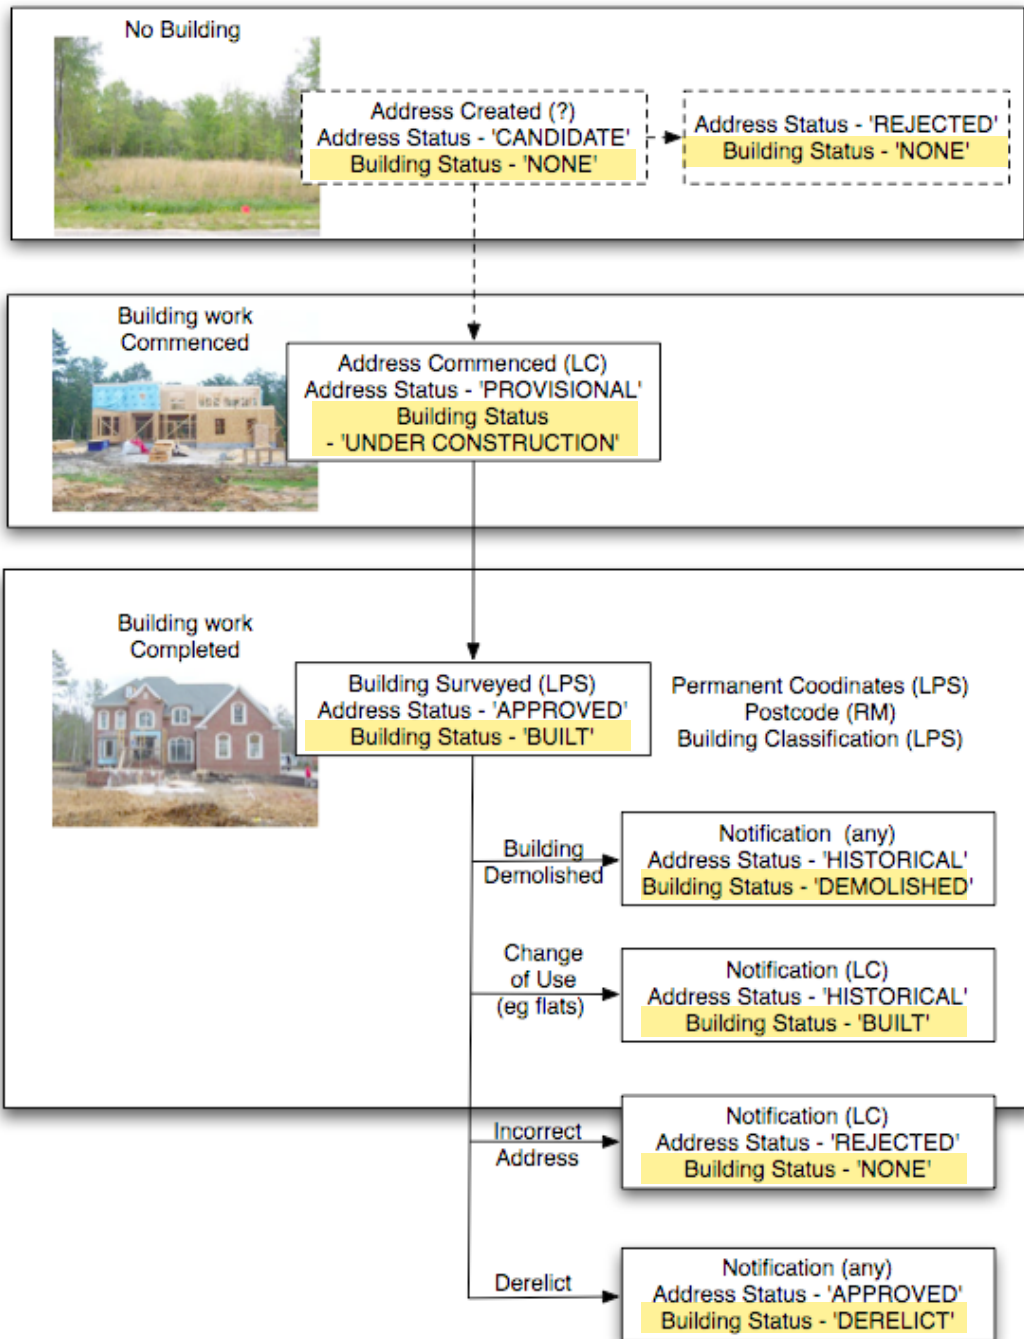 No Building
Address Created (?)
Address Status - 'CANDIDATE'
Building Status - 'NONE'
Address Status - 'REJECTED'
Building Status - 'NONE'
Building work
Commenced
Address Commenced (LC)
Address Status - 'PROVISIONAL'
Building Status
- 'UNDER CONSTRUCTION'
Building work
Completed
Building Surveyed (LPS)
Address Status - 'APPROVED'
Building Status - 'BUILT'
Permanent Coodinates (LPS)
Postcode (RM)
Building Classification (LPS)
Building
Demolished
Notification (any)
Address Status - 'HISTORICAL'
Building Status - 'DEMOLISHED'
Change
of Use
(eg flats)
Notification (LC)
Address Status - 'HISTORICAL'
Building Status - 'BUILT'
Incorrect
Address
Notification (LC)
Address Status - 'REJECTED'
Building Status - 'NONE'
Derelict
Notification (any)
Address Status - 'APPROVED'
Building Status - 'DERELICT'